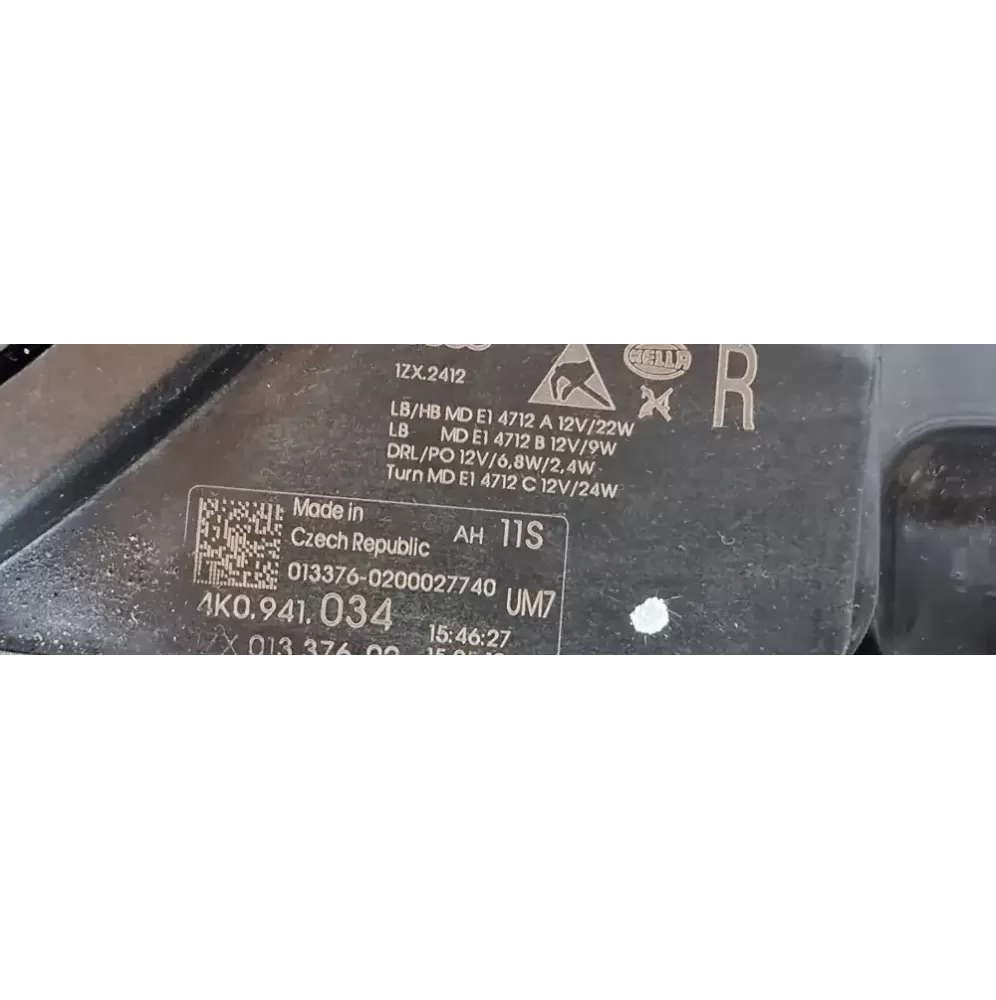 HELLA
R
1ZX.2412
LB/HB MD E1 4712 A 12V/22W
LB MD E1 4712 B 12V/9W
DRL/PO 12V/6,8W/2,4W
Turn MD E1 4712 C 12V/24W
Made in
Czech Republic
AH 11S
013376-0200027740
UM7
4K0.941.034
15:46:27
013.376